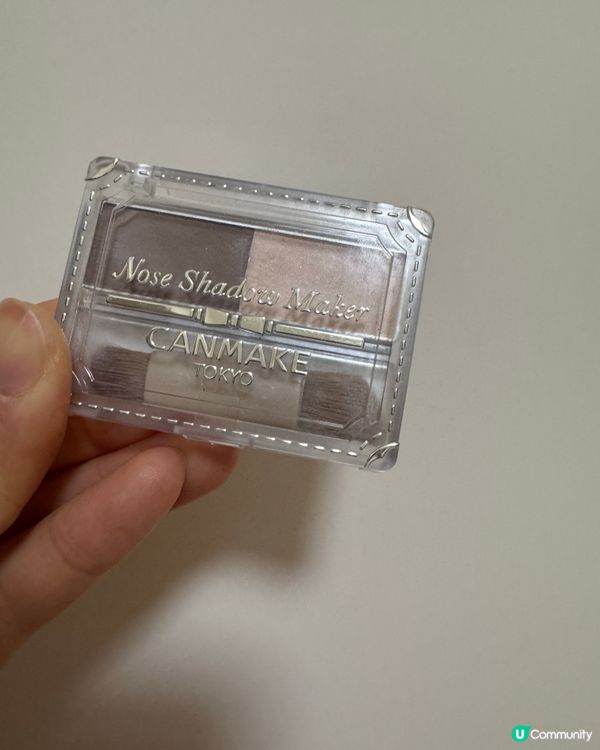 Nose Shadow Maker
CANMAKE
TOKYO
U Community